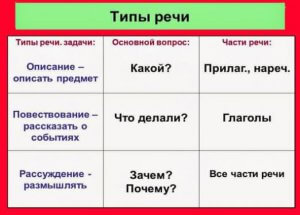 Типы речи
Типы речи. задачи:
Основной вопрос:
Части речи:
Описание –
описать предмет
Какой?
Прилаг., нареч.
Повествование –
рассказать о
событиях
Что делали?
Глаголы
Рассуждение -
размышлять
Зачем?
Почему?
Все части речи